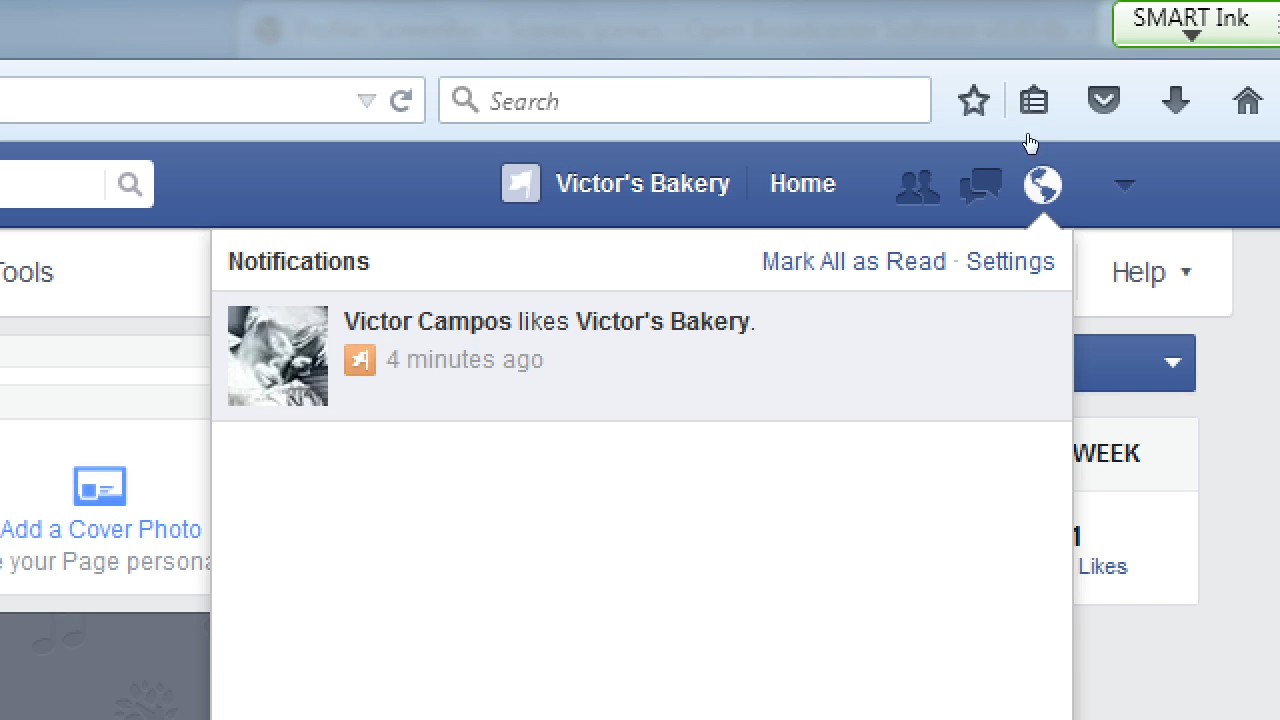 SMART Ink
Search
Victor's Bakery
Home
Tools
Notifications
Mark All as Read · Settings
Help
Victor Campos likes Victor's Bakery.
4 minutes ago
WEEK
Add a Cover Photo
your Page
1
Likes